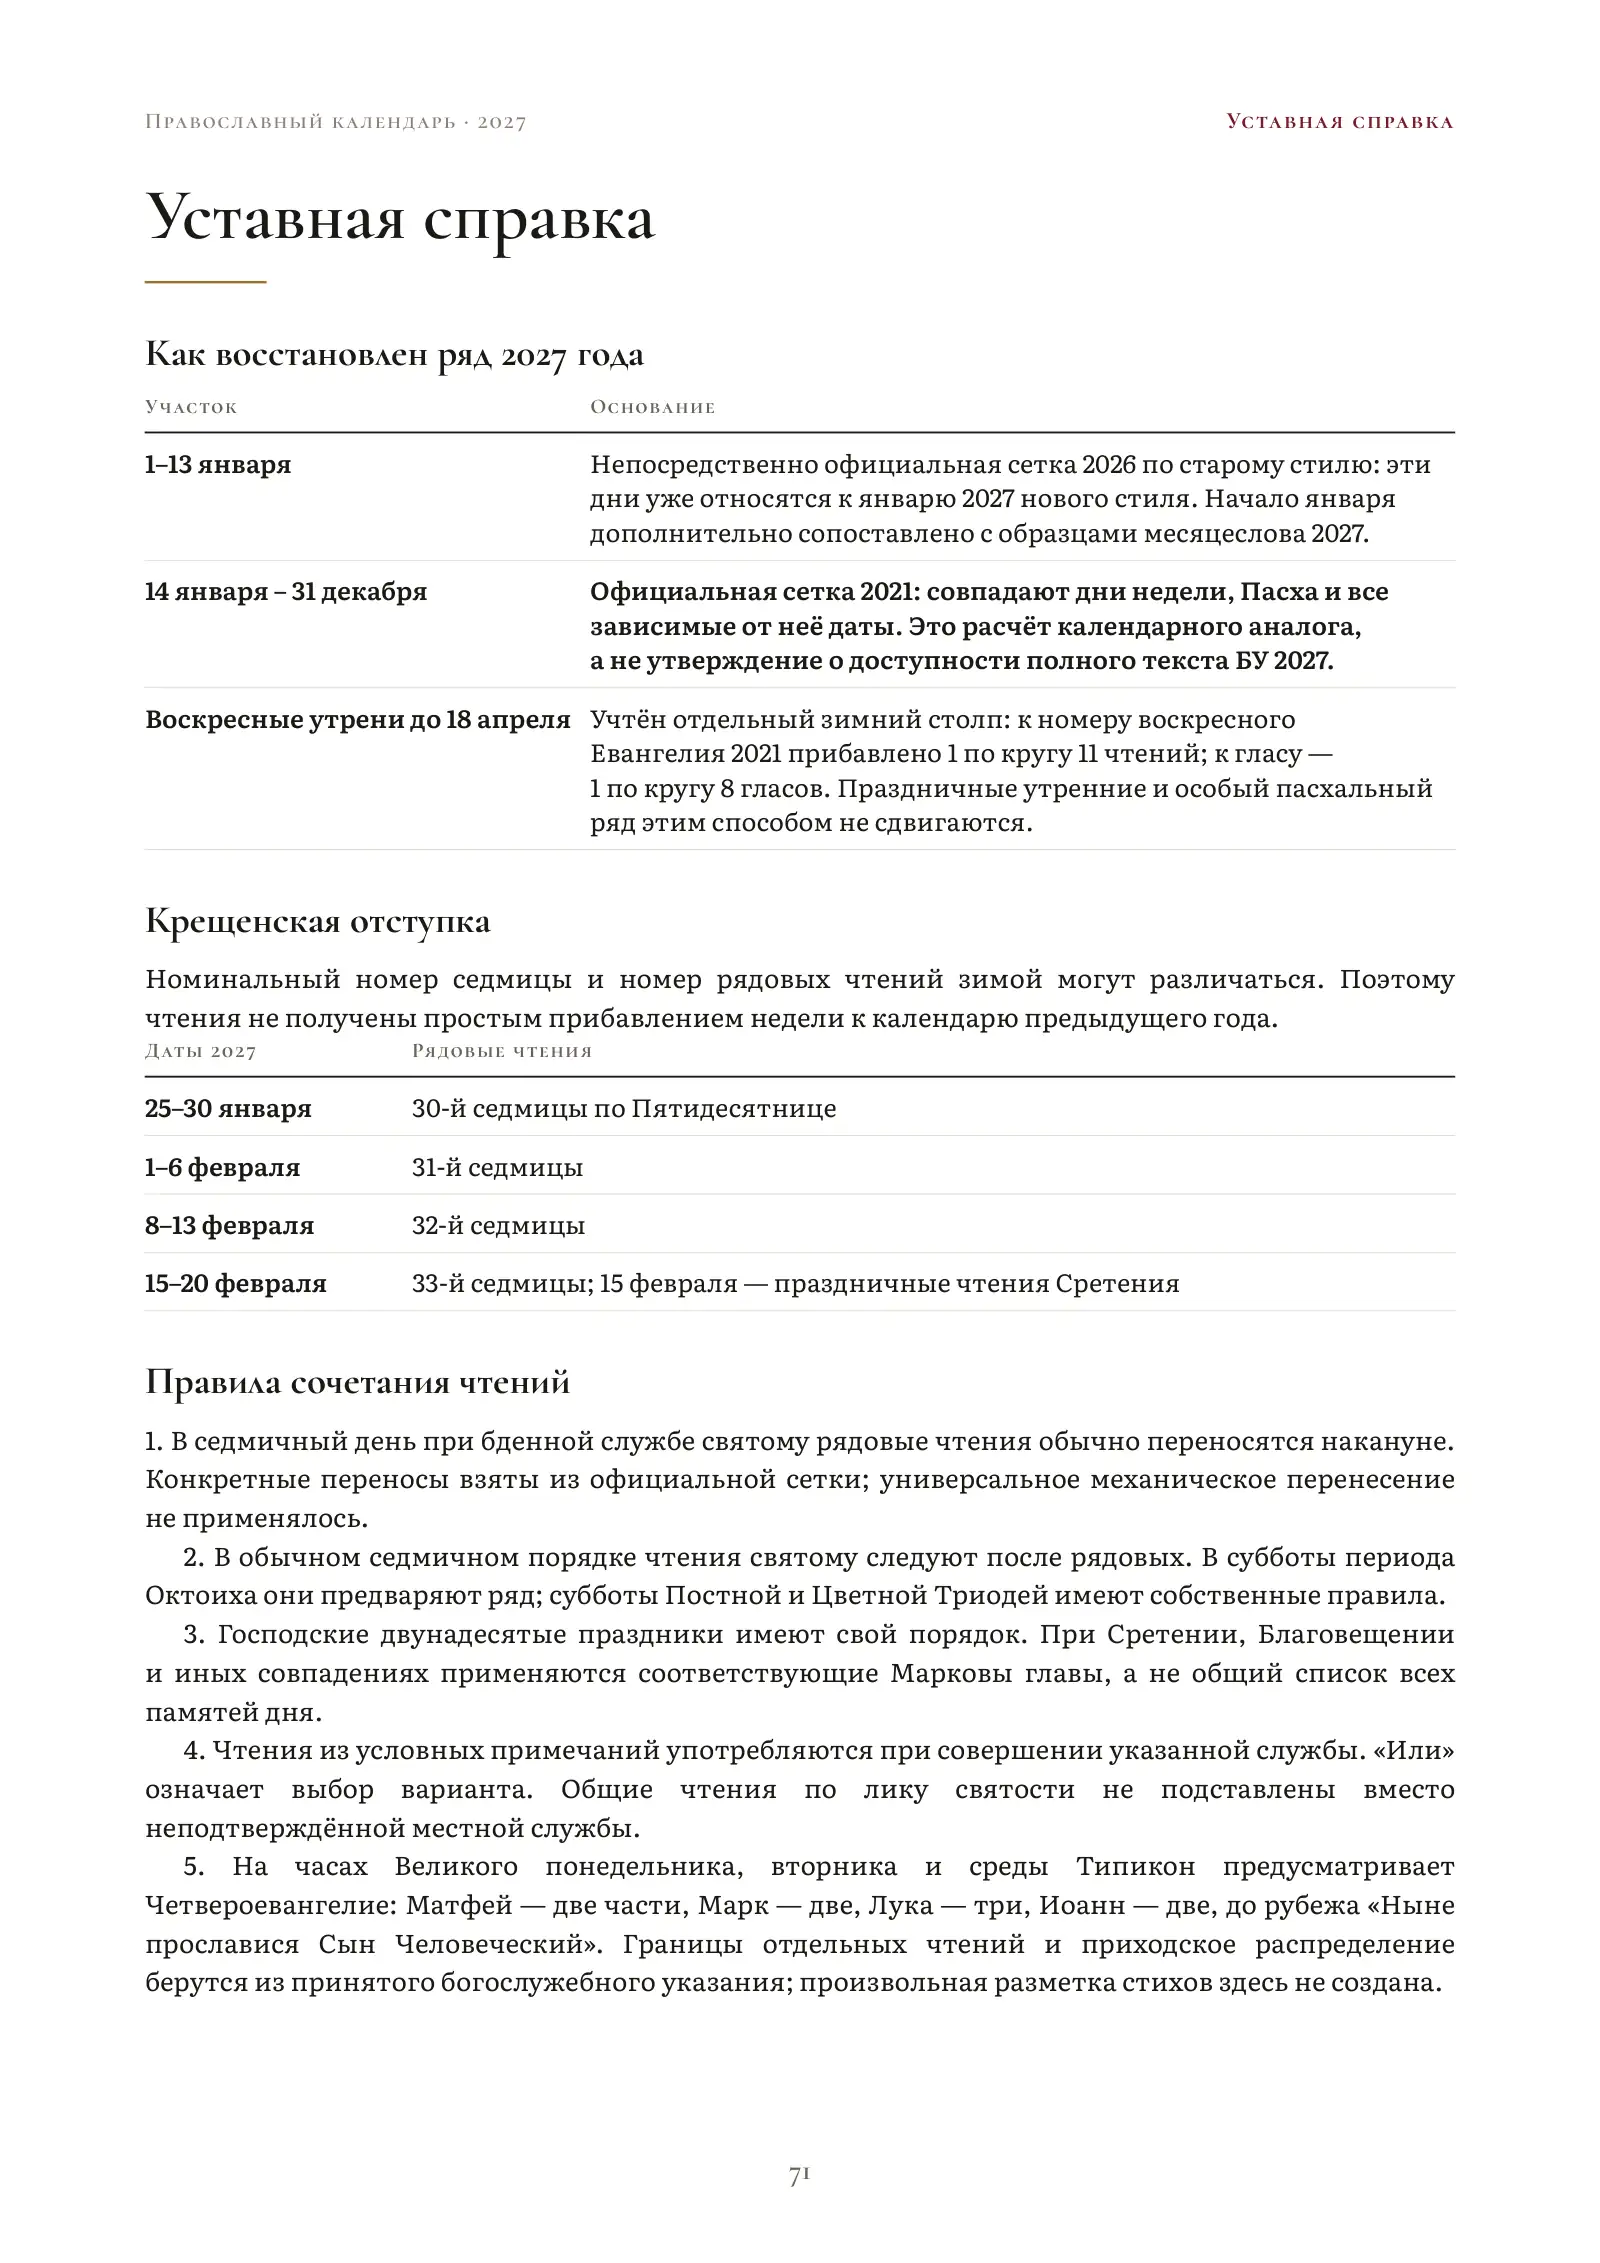 Православный календарь · 2027
Уставная справка
Уставная справка
Как восстановлен ряд 2027 года
Участок Основание
1–13 января Непосредственно официальная сетка 2026 по старому стилю: эти
дни уже относятся к январю 2027 нового стиля. Начало января
дополнительно сопоставлено с образцами месяцеслова 2027.
14 января – 31 декабря Официальная сетка 2021: совпадают дни недели, Пасха и все
зависимые от неё даты. Это расчёт календарного аналога,
а не утверждение о доступности полного текста БУ 2027.
Воскресные утрени до 18 апреля Учтён отдельный зимний столп: к номеру воскресного
Евангелия 2021 прибавлено 1 по кругу 11 чтений; к гласу —
1 по кругу 8 гласов. Праздничные утренние и особый пасхальный
ряд этим способом не сдвигаются.
Крещенская отступка
Номинальный номер седмицы и номер рядовых чтений зимой могут различаться. Поэтому
чтения не получены простым прибавлением недели к календарю предыдущего года.
Даты 2027 Рядовые чтения
25–30 января 30-й седмицы по Пятидесятнице
1–6 февраля 31-й седмицы
8–13 февраля 32-й седмицы
15–20 февраля 33-й седмицы; 15 февраля — праздничные чтения Сретения
Правила сочетания чтений
1. В седмичный день при бденной службе святому рядовые чтения обычно переносятся накануне.
Конкретные переносы взяты из официальной сетки; универсальное механическое перенесение
не применялось.
2. В обычном седмичном порядке чтения святому следуют после рядовых. В субботы периода
Октоиха они предваряют ряд; субботы Постной и Цветной Триодей имеют собственные правила.
3. Господские двунадесятые праздники имеют свой порядок. При Сретении, Благовещении
и иных совпадениях применяются соответствующие Марковы главы, а не общий список всех
памятей дня.
4. Чтения из условных примечаний употребляются при совершении указанной службы. «Или»
означает выбор варианта. Общие чтения по лику святости не подставлены вместо
неподтверждённой местной службы.
5. На часах Великого понедельника, вторника и среды Типикон предусматривает
Четвероевангелие: Матфей — две части, Марк — две, Лука — три, Иоанн — две, до рубежа «Ныне
прославися Сын Человеческий». Границы отдельных чтений и приходское распределение
берутся из принятого богослужебного указания; произвольная разметка стихов здесь не создана.
71